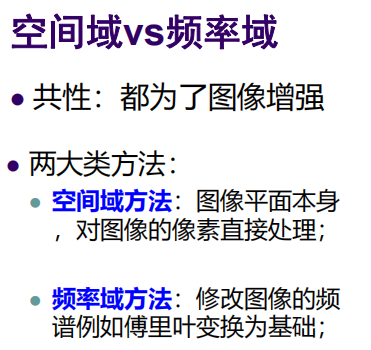 空间域vs频率域
● 共性：都为了图像增强
● 两大类方法：
● 空间域方法：图像平面本身
，对图像的像素直接处理；
● 频率域方法：修改图像的频
谱例如傅里叶变换为基础；